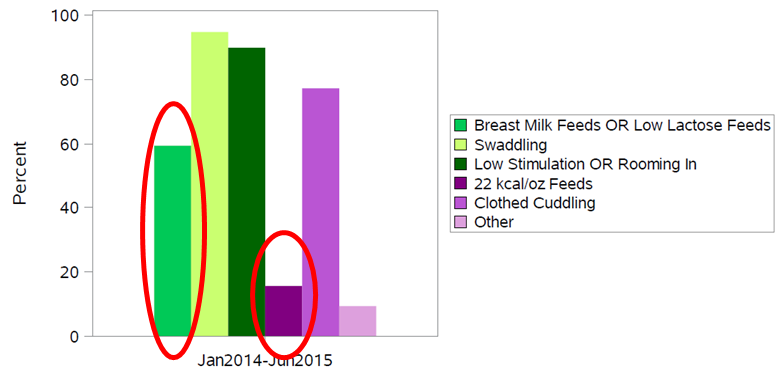 100
80
60
40
20
0
Percent
Jan2014-Jun2015
Breast Milk Feeds OR Low Lactose Feeds
Swaddling
Low Stimulation OR Rooming In
22 kcal/oz Feeds
Clothed Cuddling
Other